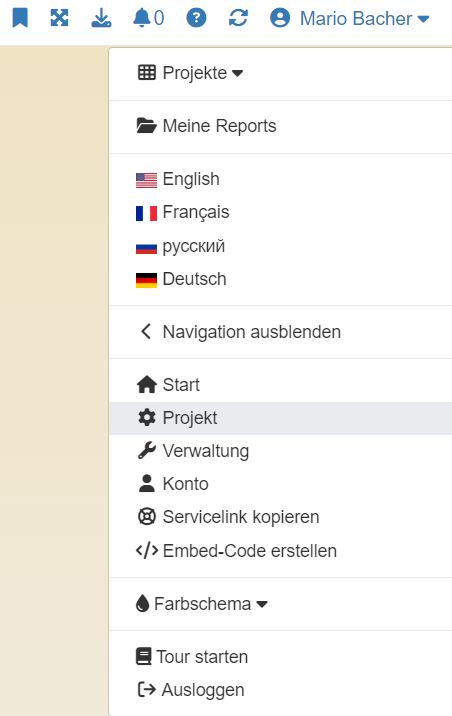 0 Mario Bacher
Projekte
Meine Reports
English
Français
русский
Deutsch
Navigation ausblenden
Start
Projekt
Verwaltung
Konto
Servicelink kopieren
Embed-Code erstellen
Farbschema
Tour starten
Ausloggen